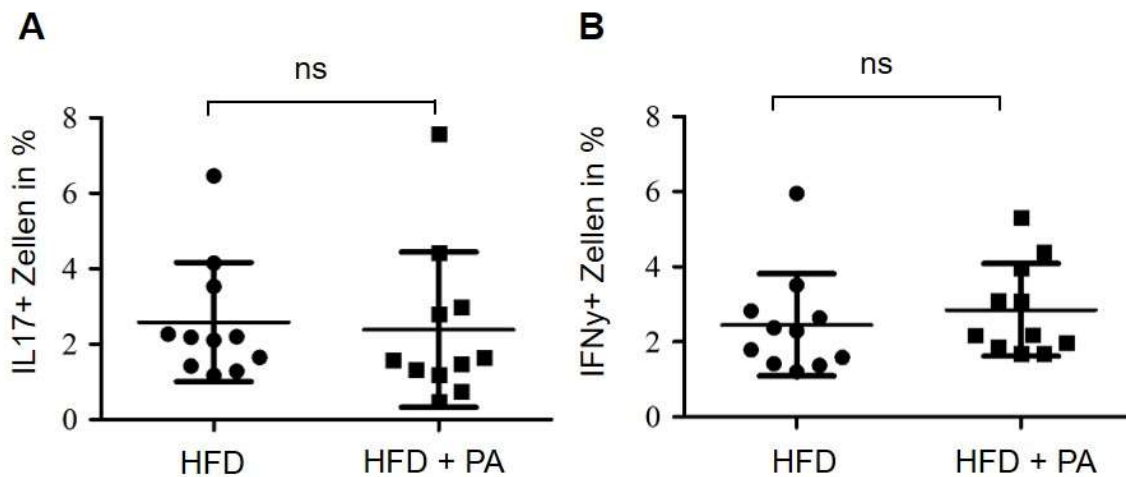 A
ns
IL17+ Zellen in %
8
6
4
2
0
HFD
HFD + PA
B
ns
IFNy+ Zellen in %
8
6
4
2
0
HFD
HFD + PA